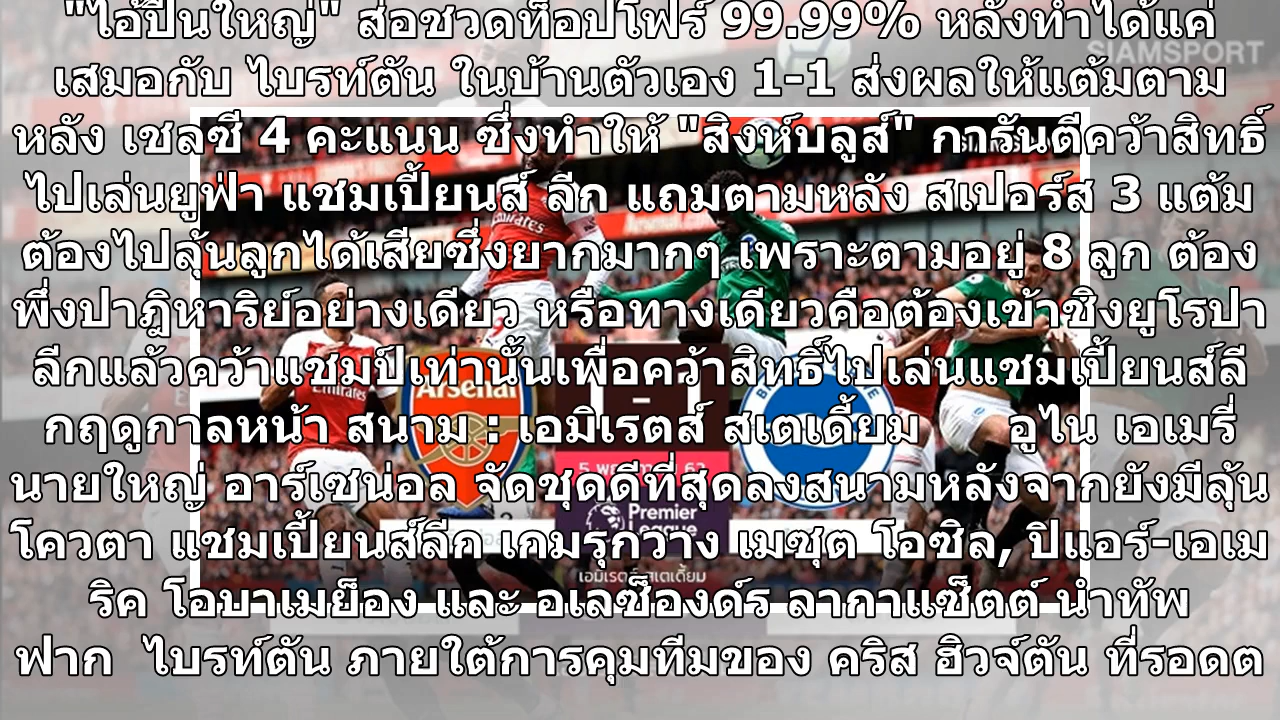 "ไอ้ปืนใหญ่" ส่อชวดท็อปโฟร์ 99.99% หลังทำได้แค่
SIAMSPORT
เสมอกับ ไบรท์ตัน ในบ้านตัวเอง 1-1 ส่งผลให้แต้มตาม
หลัง เชลซี 4 คะแนน ซึ่งทำให้ "สิงห์บลูส์" การันตีคว้าสิทธิ์
ไปเล่นยูฟ่า แชมเปี้ยนส์ ลีก แถมตามหลัง สเปอร์ส 3 แต้ม
ต้องไปลุ้นลูกได้เสียซึ่งยากมากๆ เพราะตามอยู่ 8 ลูก ต้อง
พึ่งปาฏิหาริย์อย่างเดียว หรือทางเดียวคือต้องเข้าชิงยูโรปา
ลีกแล้วคว้าแชมป์เท่านั้นเพื่อคว้าสิทธิ์ไปเล่นแชมเปี้ยนส์ลี
Arsenal
กฤดูกาลหน้า สนาม : เอมิเรตส์ สเตเดี้ยม อูไน เอเมรี่
นายใหญ่ อาร์เซน่อล จัดชุดดีที่สุดลงสนามหลังจากยังมีลุ้น
Premier
League
โควตา แชมเปี้ยนส์ลีก เกมรุกวาง เมซุต โอซิล, ปิแอร์-เอเม
เอมิเรตส์ สเตเดี้ยม
ริค โอบาเมย็อง และ อเลซ็องด์ร ลากาแซ็ตต์ นำทัพ
ฟาก ไบรท์ตัน ภายใต้การคุมทีมของ คริส ฮิวจ์ตัน ที่รอดต